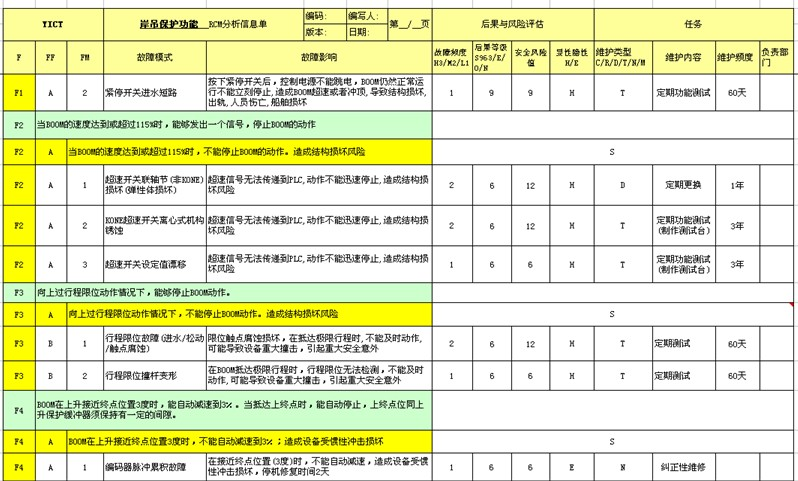 YICT
岸吊保护功能 RCM分析信息单
编码: 编写人:
版本: 日期:
第__/__页
后果与风险评估
任务
F FF FM 故障模式 故障影响
故障频度
H3/M2/L1
后果等级
S963/E/
O/N
安全风险
值
显性隐性
H/E
维护类型
C/R/D/T/N/M
维护内容
维护频度
负责部
门
F1 A 2 紧停开关进水短路
按下紧停开关后，控制电源不能跳电，BOOM仍然正常运
行不能立刻停止，造成BOOM超速或者冲顶，导致结构损坏，
出轨，人员伤亡，船舶损坏
1 9 9 H T 定期功能测试 60天
F2 当BOOM的速度达到或超过115%时，能够发出一个信号，停止BOOM的动作
F2 A 当BOOM的速度达到或超过115%时，不能停止BOOM的动作。造成结构损坏风险 S
F2 A 1
超速开关联轴节(非KONE)
损坏(弹性体损坏)
超速信号无法传递到PLC，动作不能迅速停止，造成结构损
坏风险
2 6 12 H D 定期更换 1年
F2 A 2
KONE超速开关离心式机构
锈蚀
超速信号无法传递到PLC，动作不能迅速停止，造成结构损
坏风险
2 6 12 H T
定期功能测试
(制作测试台)
3年
F2 A 3 超速开关设定值漂移
超速信号无法传递到PLC，动作不能迅速停止，造成结构损
坏风险
1 6 6 H T
定期功能测试
(制作测试台)
3年
F3 向上过行程限位动作情况下，能够停止BOOM动作。
F3 A 向上过行程限位动作情况下，不能停止BOOM动作。造成结构损坏风险 S
F3 B 1
行程限位故障(进水/松动
/触点腐蚀)
限位触点腐蚀损坏，在抵达极限行程时，不能及时动作，
可能导致设备重大撞击，引起重大安全意外
2 6 12 H T 定期测试 60天
F3 B 2 行程限位撞杆变形
在BOOM抵达极限行程时，行程限位无法检测，不能及时
动作，可能导致设备重大撞击，引起重大安全意外
1 6 6 H T 定期测试 60天
F4
BOOM在上升接近终点位置3度时，能自动减速到3%。当抵达上终点时，能自动停止，上终点位同上
升保护缓冲器须保持有一定的间隙。
F4 A BOOM在上升接近终点位置3度时，不能自动减速到3%；造成设备受惯性冲击损坏 S
F4 A 1 编码器脉冲累积故障
在接近终点位置(3度)时，不能自动减速，造成设备受惯
性冲击损坏，停机修复时间2天
1 6 6 E N 纠正性维修